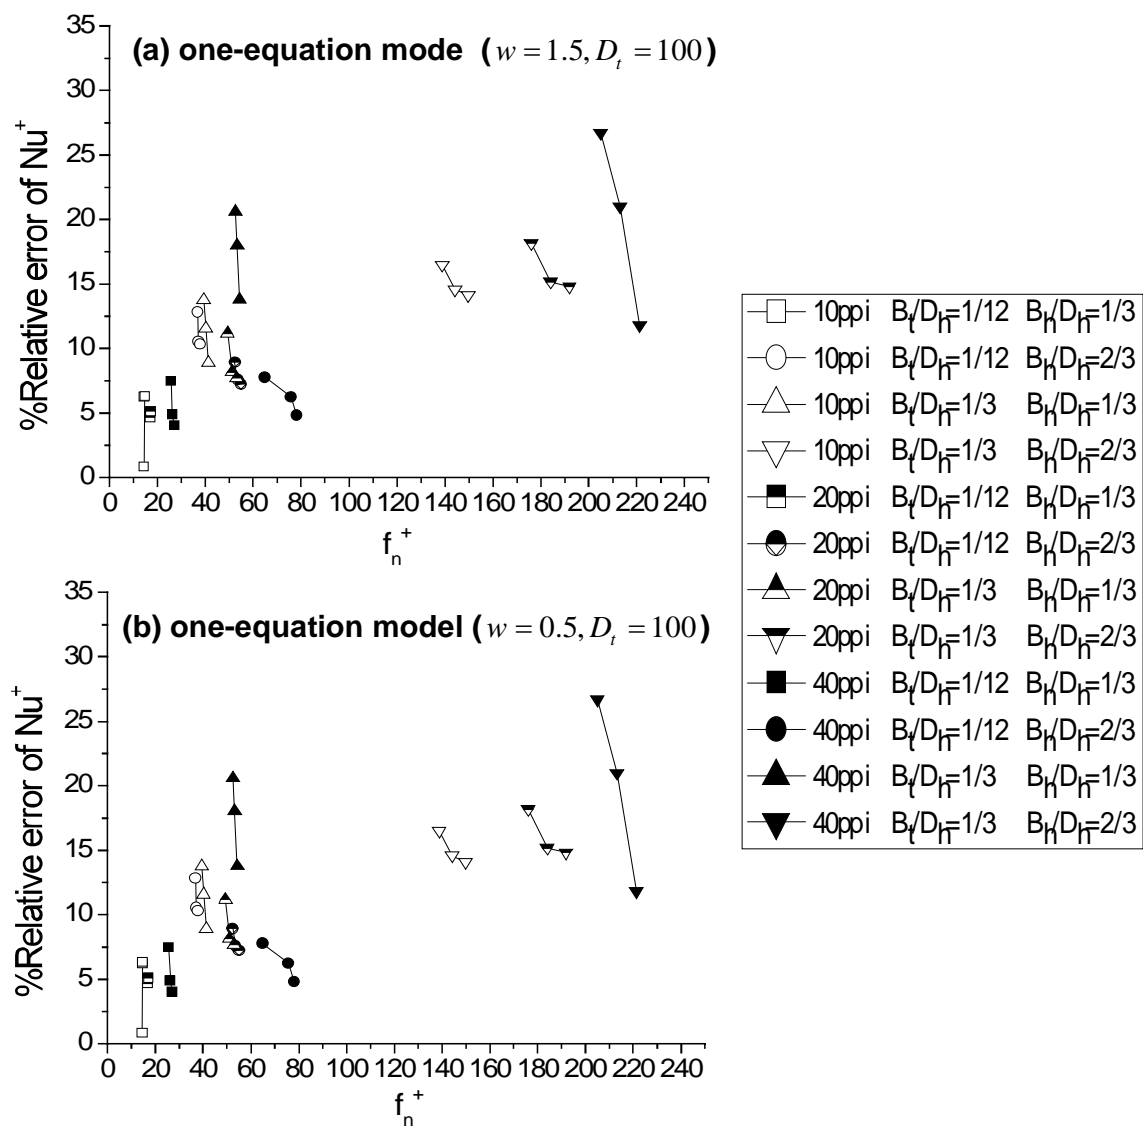 (a) one-equation mode ( w = 1.5, D_t = 100 )
%Relative error of Nu^+
35
30
25
20
15
10
5
0
0 20 40 60 80 100 120 140 160 180 200 220 240
f_n^+
(b) one-equation model ( w = 0.5, D_t = 100 )
%Relative error of Nu^+
35
30
25
20
15
10
5
0
0 20 40 60 80 100 120 140 160 180 200 220 240
f_n^+
10ppi B_t/D_h=1/12 B_h/D_h=1/3
10ppi B_t/D_h=1/12 B_h/D_h=2/3
10ppi B_t/D_h=1/3 B_h/D_h=1/3
10ppi B_t/D_h=1/3 B_h/D_h=2/3
20ppi B_t/D_h=1/12 B_h/D_h=1/3
20ppi B_t/D_h=1/12 B_h/D_h=2/3
20ppi B_t/D_h=1/3 B_h/D_h=1/3
20ppi B_t/D_h=1/3 B_h/D_h=2/3
40ppi B_t/D_h=1/12 B_h/D_h=1/3
40ppi B_t/D_h=1/12 B_h/D_h=2/3
40ppi B_t/D_h=1/3 B_h/D_h=1/3
40ppi B_t/D_h=1/3 B_h/D_h=2/3